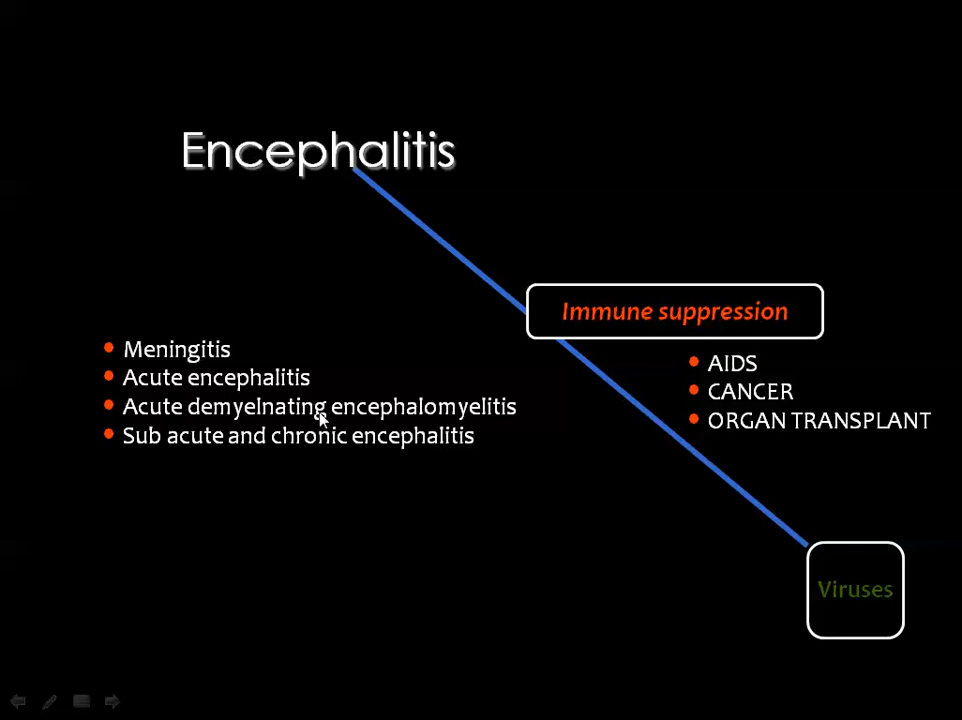 Encephalitis
Immune suppression
Meningitis
Acute encephalitis
Acute demyelnating encephalomyelitis
Sub acute and chronic encephalitis
AIDS
CANCER
ORGAN TRANSPLANT
Viruses